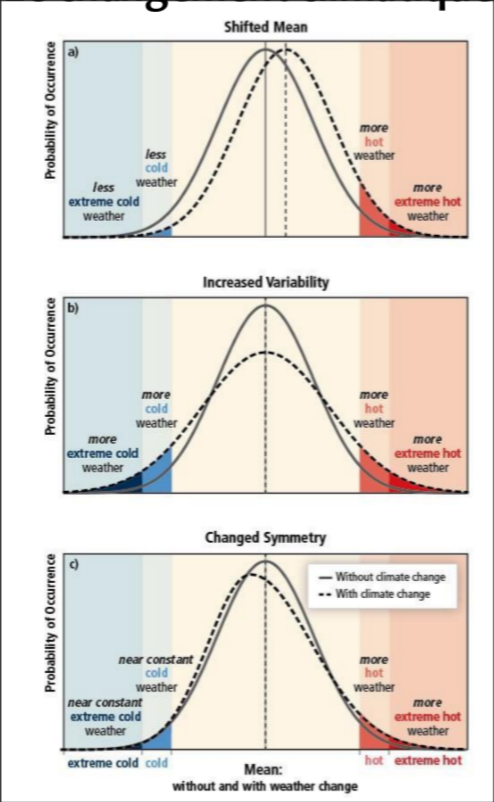 Shifted Mean
a)
Probability of Occurrence
less
extreme cold
weather
less
cold
weather
more
hot
weather
more
extreme hot
weather
Increased Variability
b)
Probability of Occurrence
more
extreme cold
weather
more
cold
weather
more
hot
weather
more
extreme hot
weather
Changed Symmetry
c)
Probability of Occurrence
Without climate change
With climate change
near constant
extreme cold
weather
near constant
cold
weather
more
hot
weather
more
extreme hot
weather
extreme cold
cold
Mean:
without and with weather change
hot
extreme hot